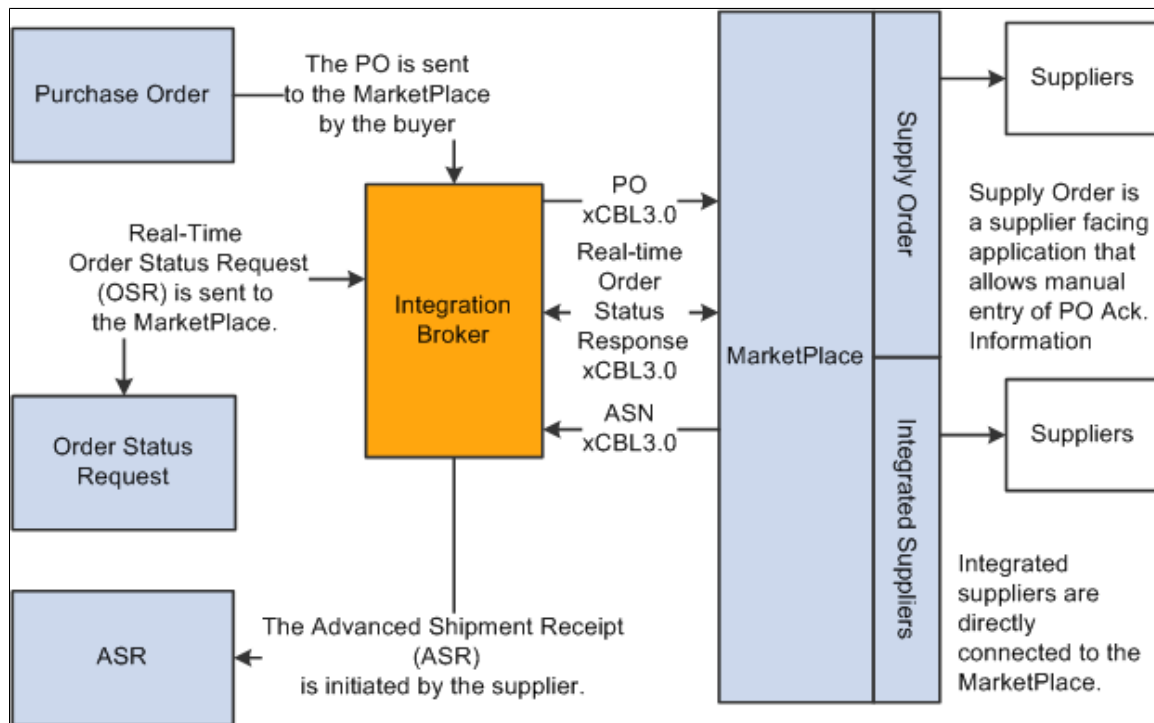 Purchase Order
The PO is sent
to the MarketPlace
by the buyer
Real-Time
Order Status Request
(OSR) is sent to
the MarketPlace.
Order Status
Request
ASR
The Advanced Shipment Receipt
(ASR)
is initiated by the supplier.
Integration
Broker
PO
xCBL3.0
Real-time
Order
Status
Response
xCBL3.0
ASN
xCBL3.0
MarketPlace
Supply Order
Integrated Suppliers
Suppliers
Supply Order is
a supplier facing
application that
allows manual
entry of PO Ack.
Information
Suppliers
Integrated
suppliers are
directly
connected to the
MarketPlace.